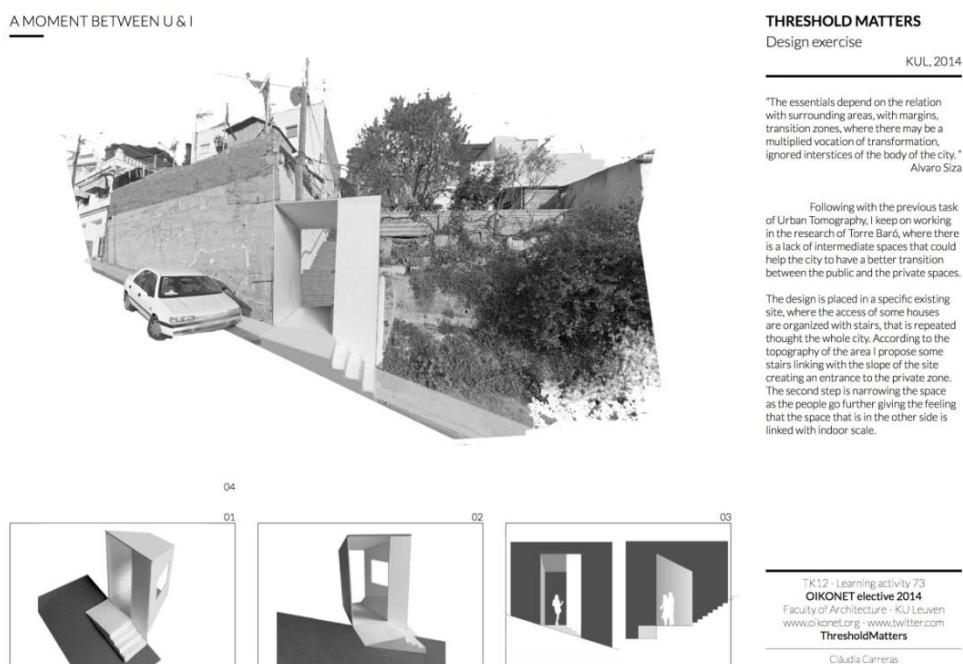 A MOMENT BETWEEN U & I
THRESHOLD MATTERS
Design exercise
KUL, 2014
"The essentials depend on the relation
with surrounding areas, with margins,
transition zones, where there may be a
multiplied vocation of transformation,
ignored interstices of the body of the city. "
Alvaro Siza
Following with the previous task
of Urban Tomography, I keep on working
in the research of Torre Baró, where there
is a lack of intermediate spaces that could
help the city to have a better transition
between the public and the private spaces.
The design is placed in a specific existing
site, where the access of some houses
are organized with stairs, that is repeated
thought the whole city. According to the
topography of the area I propose some
stairs linking with the slope of the site
creating an entrance to the private zone.
The second step is narrowing the space
as the people go further giving the feeling
that the space that is in the other side is
linked with indoor scale.
04
01
02
03
TK12 - Learning activity 73
OIKONET elective 2014
Faculty of Architecture - KU Leuven
www.oikonet.org - www.twitter.com
ThresholdMatters
Clàudia Carreras